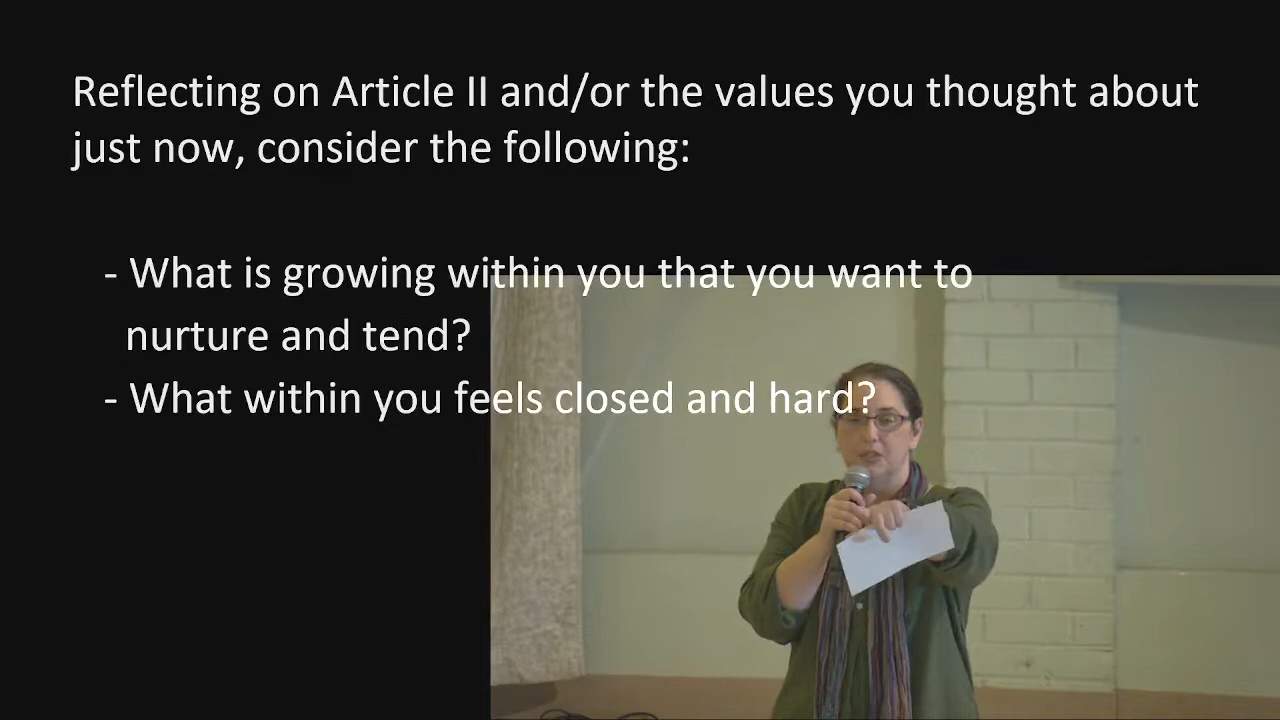 Reflecting on Article II and/or the values you thought about
just now, consider the following:
- What is growing within you that you want to
nurture and tend?
- What within you feels closed and hard?